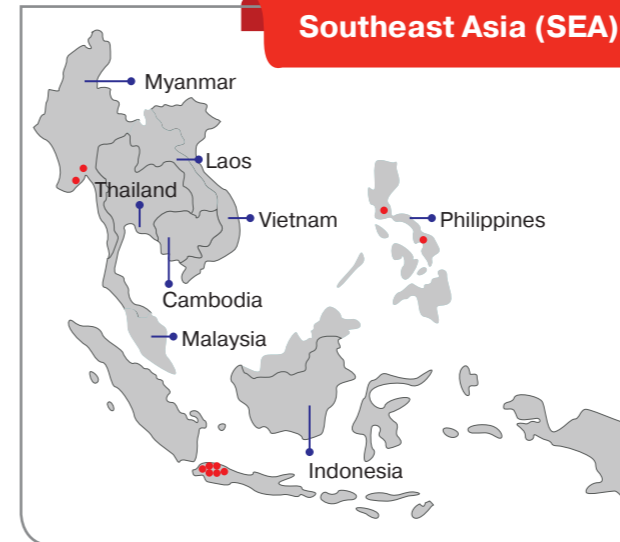 Southeast Asia (SEA)
Myanmar
Laos
Thailand
Vietnam
Philippines
Cambodia
Malaysia
Indonesia